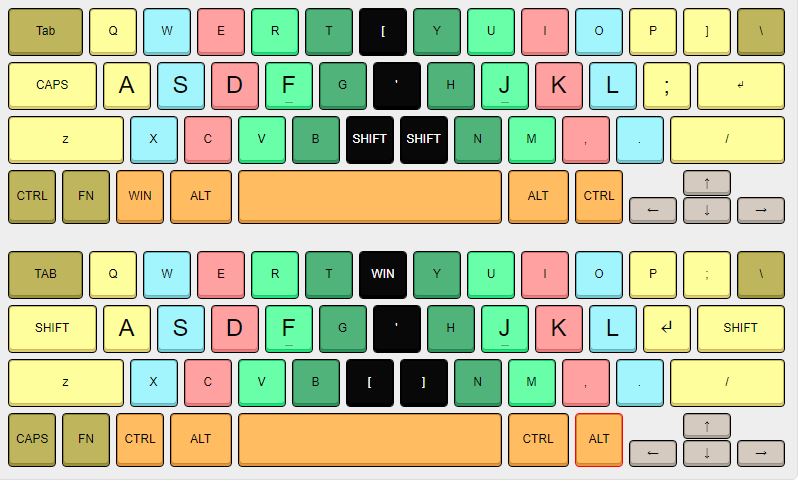 Tab Q W E R T [ Y U I O P ] \
CAPS A S D F G ' H J K L ; ↵
z X C V B SHIFT SHIFT N M , . /
CTRL FN WIN ALT ALT CTRL ← ↑ ↓ →
TAB Q W E R T WIN Y U I O P ; \
SHIFT A S D F G ' H J K L ↵ SHIFT
z X C V B [ ] N M , . /
CAPS FN CTRL ALT CTRL ALT ← ↑ ↓ →